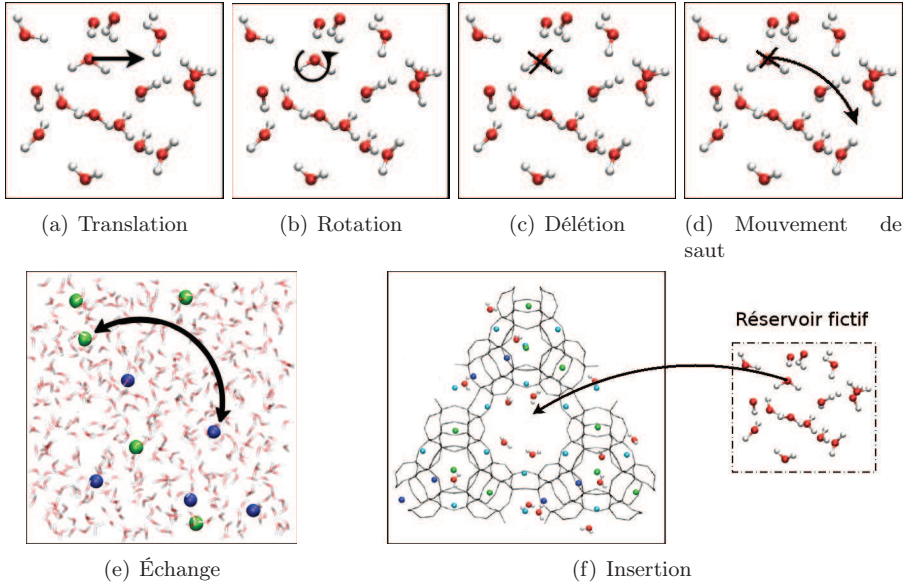 (a) Translation
(b) Rotation
(c) Délétion
(d) Mouvement de
saut
Réservoir fictif
(e) Échange
(f) Insertion